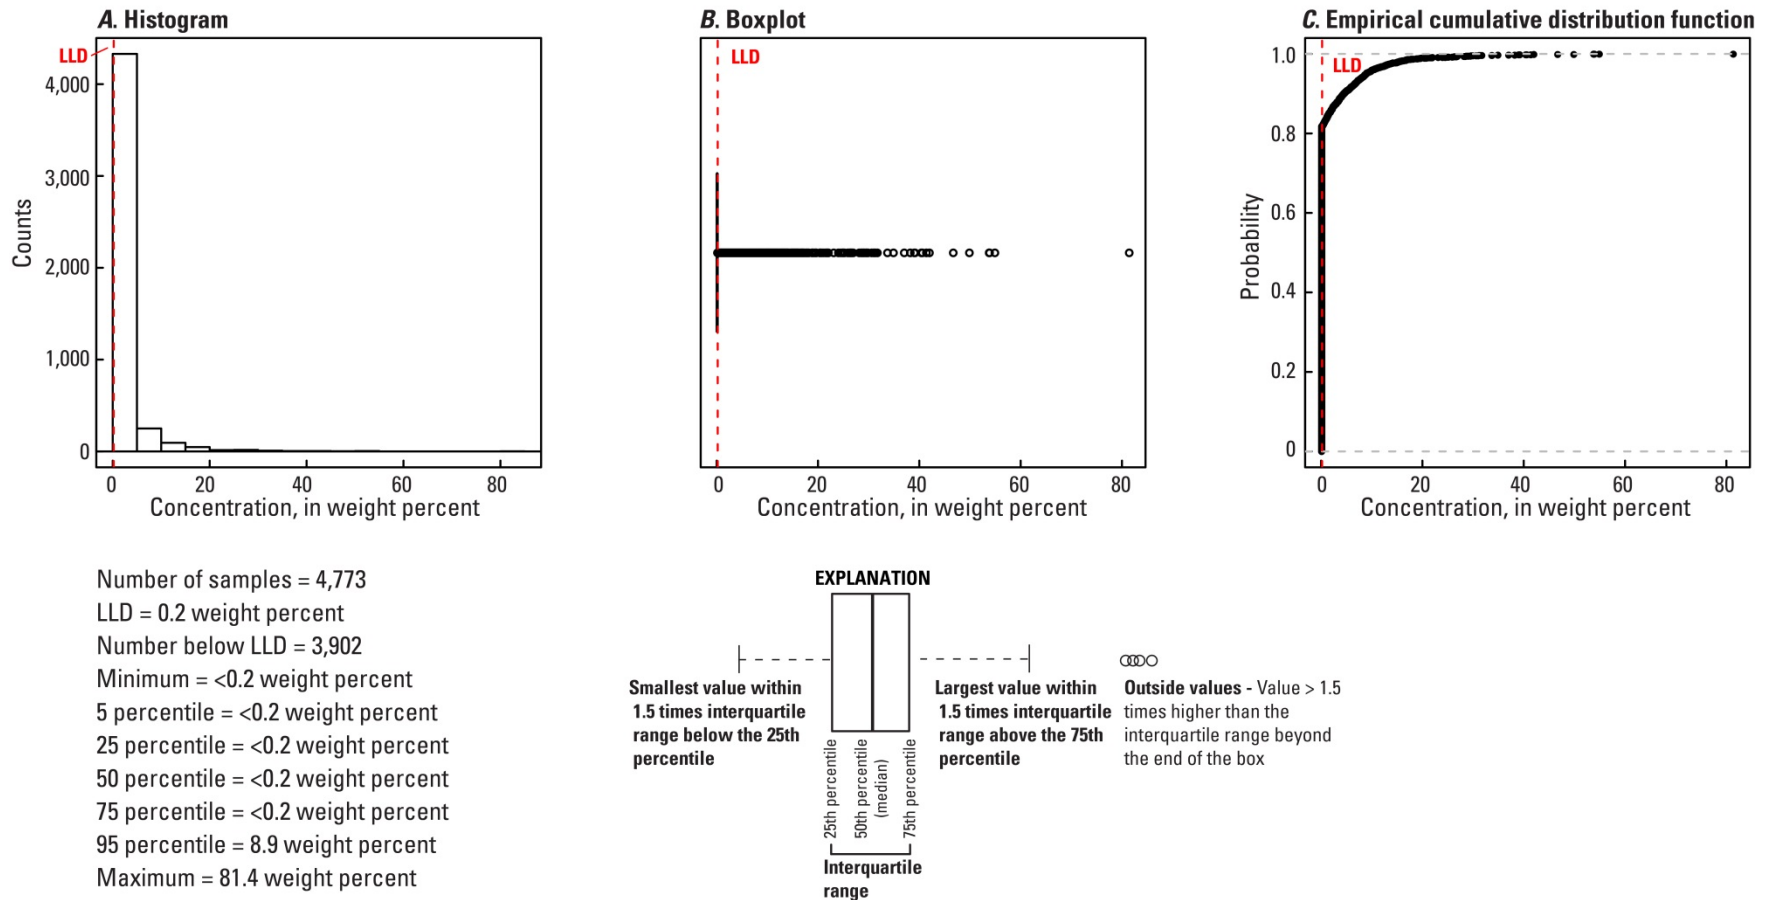 A. Histogram
LLD
4,000
3,000
2,000
1,000
0
Counts
0 20 40 60 80
Concentration, in weight percent
B. Boxplot
LLD
0 20 40 60 80
Concentration, in weight percent
C. Empirical cumulative distribution function
LLD
1.0
0.8
0.6
0.4
0.2
0
Probability
0 20 40 60 80
Concentration, in weight percent
Number of samples = 4,773
LLD = 0.2 weight percent
Number below LLD = 3,902
Minimum = <0.2 weight percent
5 percentile = <0.2 weight percent
25 percentile = <0.2 weight percent
50 percentile = <0.2 weight percent
75 percentile = <0.2 weight percent
95 percentile = 8.9 weight percent
Maximum = 81.4 weight percent
EXPLANATION
Smallest value within
1.5 times interquartile
range below the 25th
percentile
25th percentile
50th percentile
(median)
75th percentile
Interquartile
range
Largest value within
1.5 times interquartile
range above the 75th
percentile
Outside values - Value > 1.5
times higher than the
interquartile range beyond
the end of the box